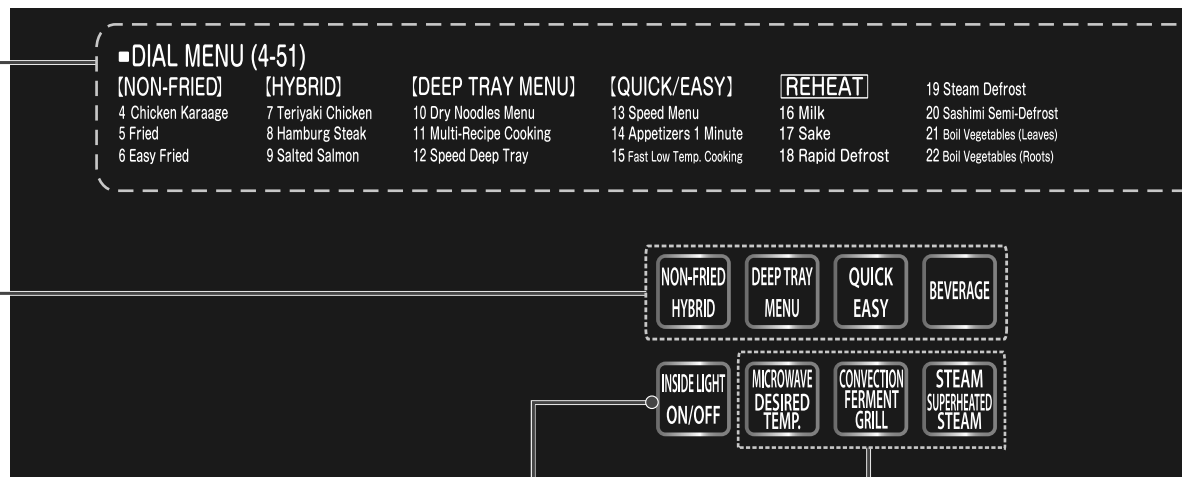 ■DIAL MENU (4-51)
【NON-FRIED】
4 Chicken Karaage
5 Fried
6 Easy Fried
【HYBRID】
7 Teriyaki Chicken
8 Hamburg Steak
9 Salted Salmon
【DEEP TRAY MENU】
10 Dry Noodles Menu
11 Multi-Recipe Cooking
12 Speed Deep Tray
【QUICK/EASY】
13 Speed Menu
14 Appetizers 1 Minute
15 Fast Low Temp. Cooking
REHEAT
16 Milk
17 Sake
18 Rapid Defrost
19 Steam Defrost
20 Sashimi Semi-Defrost
21 Boil Vegetables (Leaves)
22 Boil Vegetables (Roots)
NON-FRIED
HYBRID
DEEP TRAY
MENU
QUICK
EASY
BEVERAGE
INSIDE LIGHT
ON/OFF
MICROWAVE
DESIRED
TEMP.
CONVECTION
FERMENT
GRILL
STEAM
SUPERHEATED
STEAM